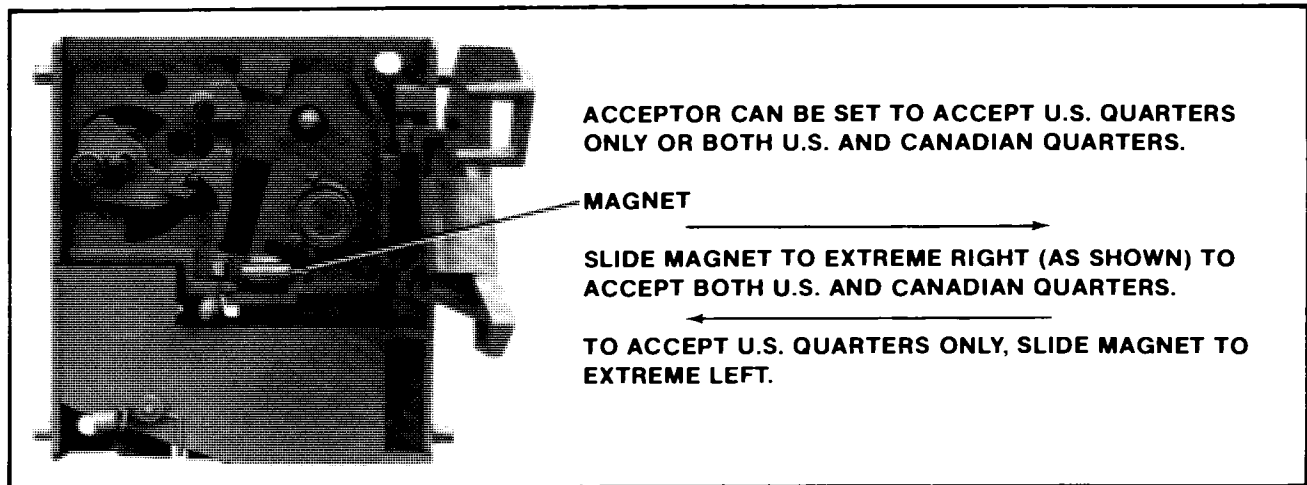 ACCEPTOR CAN BE SET TO ACCEPT U.S. QUARTERS
ONLY OR BOTH U.S. AND CANADIAN QUARTERS.
MAGNET
SLIDE MAGNET TO EXTREME RIGHT (AS SHOWN) TO
ACCEPT BOTH U.S. AND CANADIAN QUARTERS.
TO ACCEPT U.S. QUARTERS ONLY, SLIDE MAGNET TO
EXTREME LEFT.